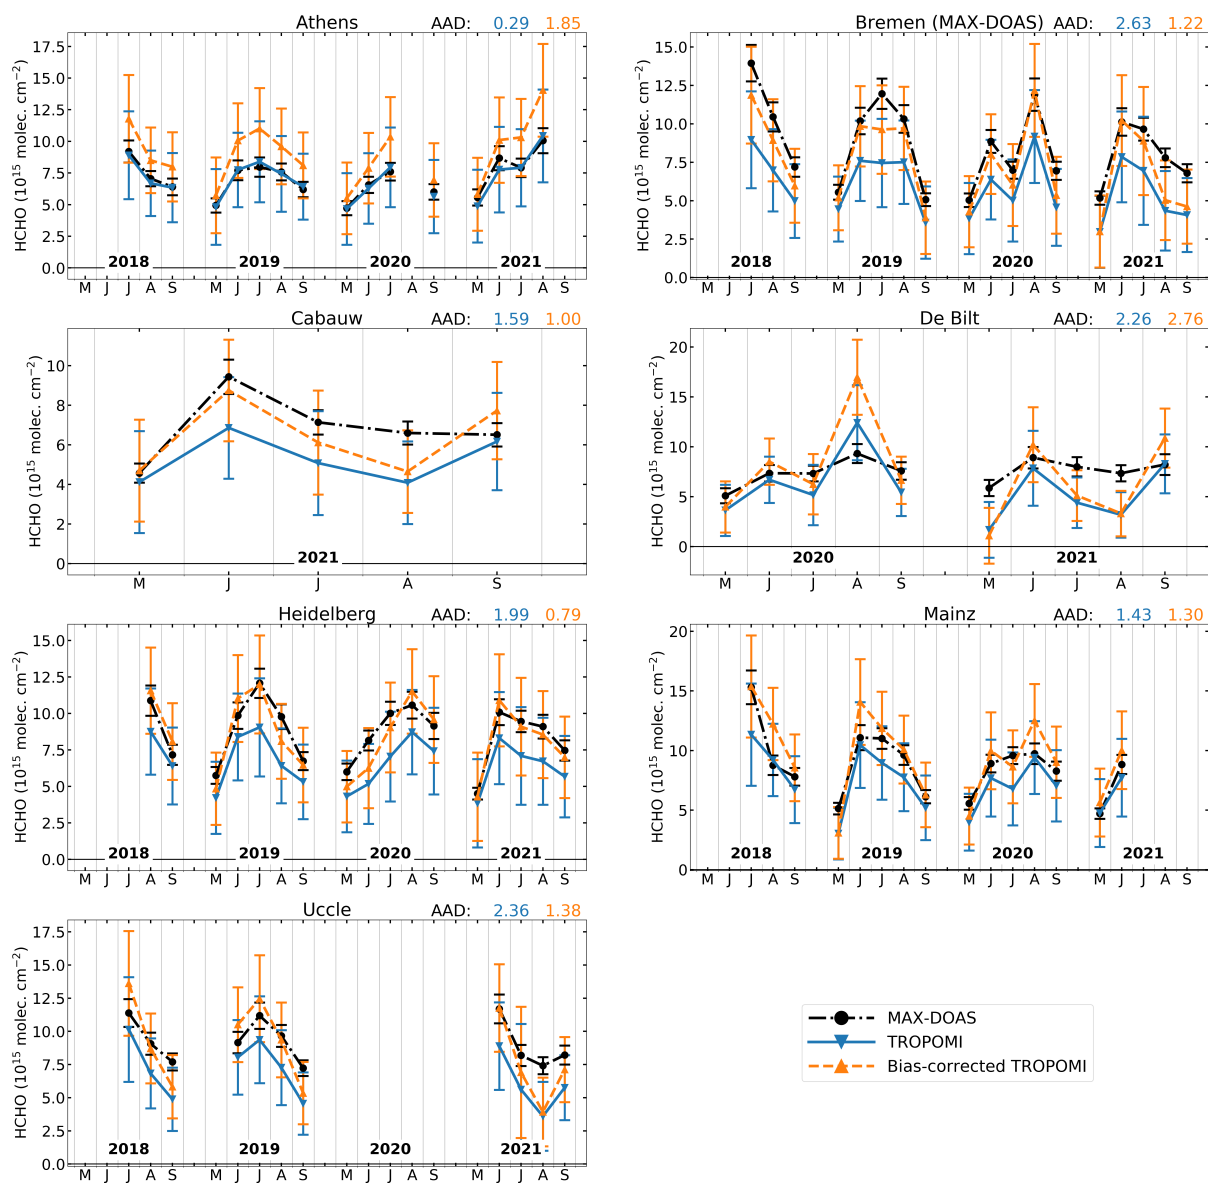 Athens AAD: 0.29 1.85
HCHO (10¹⁵ molec. cm⁻²)
17.5
15.0
12.5
10.0
7.5
5.0
2.5
0.0
2018 2019 2020 2021
M J J A S M J J A S M J J A S M J J A S
Bremen (MAX-DOAS) AAD: 2.63 1.22
HCHO (10¹⁵ molec. cm⁻²)
15.0
12.5
10.0
7.5
5.0
2.5
0.0
2018 2019 2020 2021
M J J A S M J J A S M J J A S M J J A S
Cabauw AAD: 1.59 1.00
HCHO (10¹⁵ molec. cm⁻²)
10
8
6
4
2
0
2021
M J J A S
De Bilt AAD: 2.26 2.76
HCHO (10¹⁵ molec. cm⁻²)
20
15
10
5
0
2020 2021
M J J A S M J J A S
Heidelberg AAD: 1.99 0.79
HCHO (10¹⁵ molec. cm⁻²)
15.0
12.5
10.0
7.5
5.0
2.5
0.0
2018 2019 2020 2021
M J J A S M J J A S M J J A S M J J A S
Mainz AAD: 1.43 1.30
HCHO (10¹⁵ molec. cm⁻²)
20
15
10
5
0
2018 2019 2020 2021
M J J A S M J J A S M J J A S M J J A S
Uccle AAD: 2.36 1.38
HCHO (10¹⁵ molec. cm⁻²)
17.5
15.0
12.5
10.0
7.5
5.0
2.5
0.0
2018 2019 2020 2021
M J J A S M J J A S M J J A S M J J A S
MAX-DOAS
TROPOMI
Bias-corrected TROPOMI